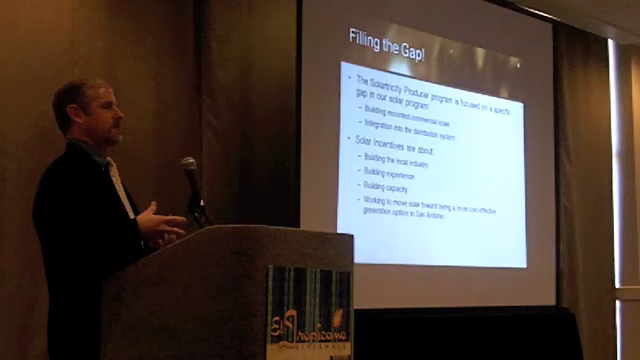 Filling the Gap!
• The Solartricity Producer program is focused on a specific
gap in our solar program
– Building mounted-commercial scale
– Integration into the distribution system
• Solar Incentives are about:
– Building the local industry
– Building experience
– Building capacity
– Working to move solar toward being a more cost effective
generation option in San Antonio
El Tropicano